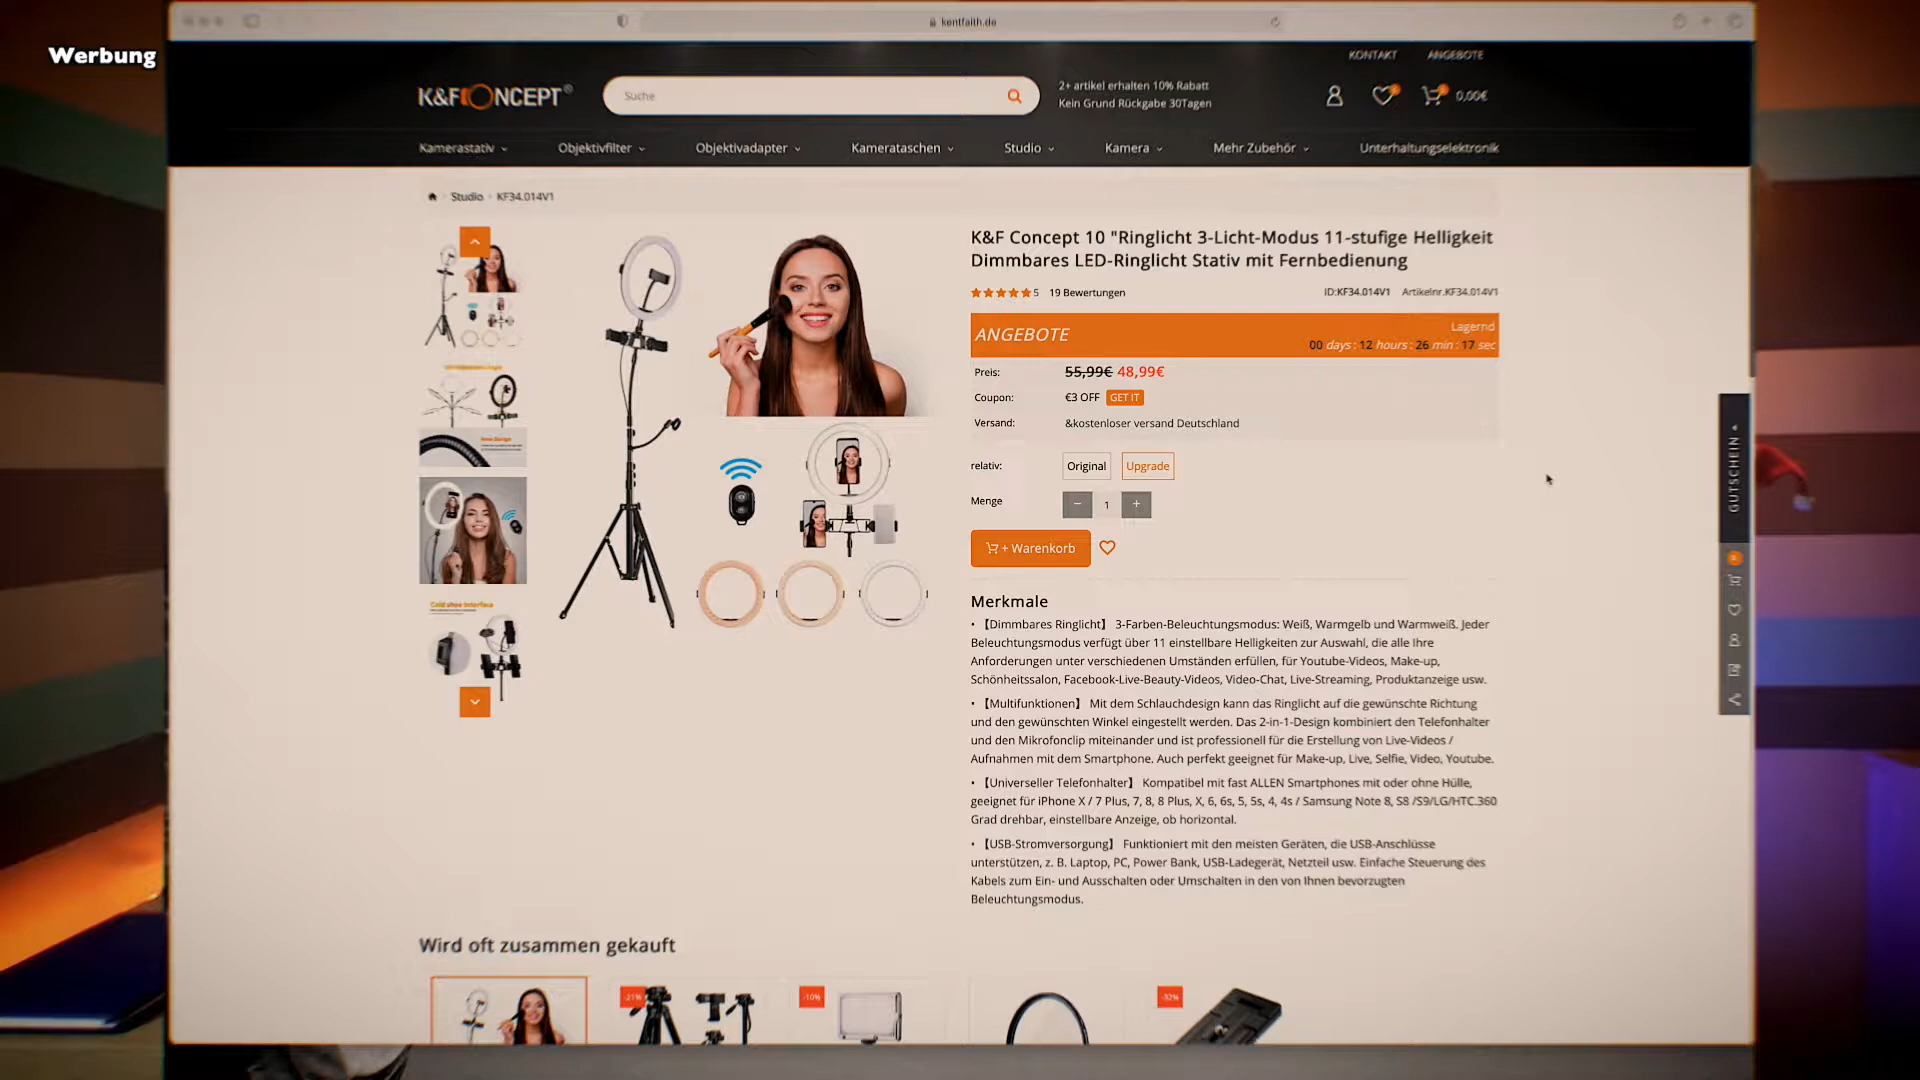 Werbung
kentfaith.de
KONTAKT ANGEBOTE
K&F CONCEPT®
Suche
2+ artikel erhalten 10% Rabatt
Kein Grund Rückgabe 30Tagen
0,00€
Kamerastativ Objektivfilter Objektivadapter Kamerataschen Studio Kamera Mehr Zubehör Unterhaltungselektronik
Studio KF34.014V1
K&F Concept 10 "Ringlicht 3-Licht-Modus 11-stufige Helligkeit
Dimmbares LED-Ringlicht Stativ mit Fernbedienung
5 19 Bewertungen ID:KF34.014V1 Artikelnr.KF34.014V1
ANGEBOTE
Lagernd
00 days : 12 hours : 26 min : 17 sec
Preis: 55,99€ 48,99€
Coupon: €3 OFF GET IT
Versand: &kostenloser versand Deutschland
relativ: Original Upgrade
Menge − 1 +
+ Warenkorb
GUTSCHEIN
Merkmale
• 【Dimmbares Ringlicht】 3-Farben-Beleuchtungsmodus: Weiß, Warmgelb und Warmweiß. Jeder
Beleuchtungsmodus verfügt über 11 einstellbare Helligkeiten zur Auswahl, die alle Ihre
Anforderungen unter verschiedenen Umständen erfüllen, für Youtube-Videos, Make-up,
Schönheitssalon, Facebook-Live-Beauty-Videos, Video-Chat, Live-Streaming, Produktanzeige usw.
• 【Multifunktionen】 Mit dem Schlauchdesign kann das Ringlicht auf die gewünschte Richtung
und den gewünschten Winkel eingestellt werden. Das 2-in-1-Design kombiniert den Telefonhalter
und den Mikrofonclip miteinander und ist professionell für die Erstellung von Live-Videos /
Aufnahmen mit dem Smartphone. Auch perfekt geeignet für Make-up, Live, Selfie, Video, Youtube.
• 【Universeller Telefonhalter】 Kompatibel mit fast ALLEN Smartphones mit oder ohne Hülle,
geeignet für iPhone X / 7 Plus, 7, 8, 8 Plus, X, 6, 6s, 5, 5s, 4, 4s / Samsung Note 8, S8 /S9/LG/HTC.360
Grad drehbar, einstellbare Anzeige, ob horizontal.
• 【USB-Stromversorgung】 Funktioniert mit den meisten Geräten, die USB-Anschlüsse
unterstützen, z. B. Laptop, PC, Power Bank, USB-Ladegerät, Netzteil usw. Einfache Steuerung des
Kabels zum Ein- und Ausschalten oder Umschalten in den von Ihnen bevorzugten
Beleuchtungsmodus.
Cold shoe interface
Wird oft zusammen gekauft
-21% -10% -32%